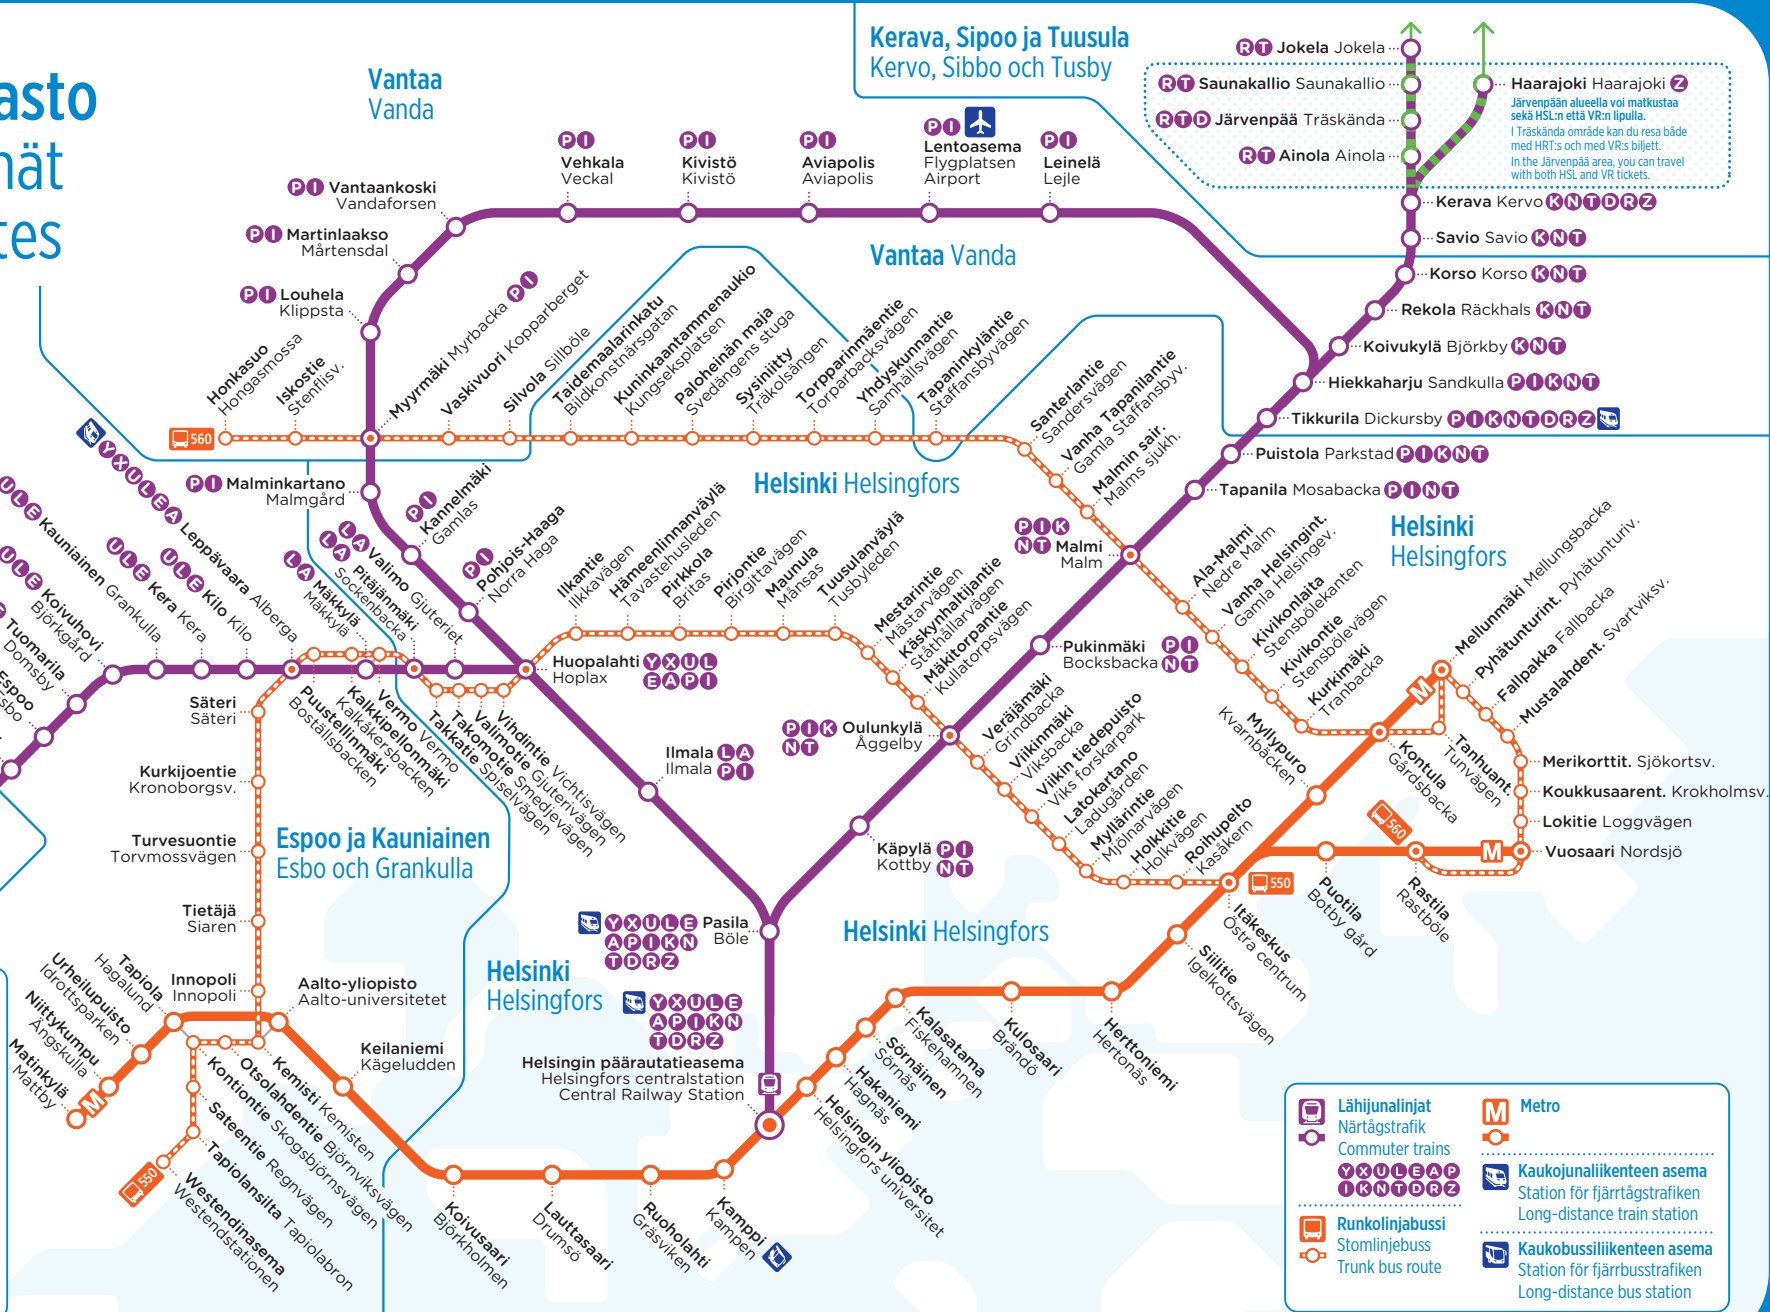 asto
nät
tes
Vantaa
Vanda
Kerava, Sipoo ja Tuusula
Kervo, Sibbo och Tusby
R T Jokela Jokela
R T Saunakallio Saunakallio
R T D Järvenpää Träskända
R T Ainola Ainola
Haarajoki Haarajoki Z
Järvenpään alueella voi matkustaa
sekä HSL:n että VR:n lipulla.
I Träskända område kan du resa både
med HRT:s och med VR:s biljett.
In the Järvenpää area, you can travel
with both HSL and VR tickets.
Kerava Kervo K N T D R Z
Savio Savio K N T
Korso Korso K N T
Rekola Räckhals K N T
Koivukylä Björkby K N T
Hiekkaharju Sandkulla P I K N T
Tikkurila Dickursby P I K N T D R Z
Puistola Parkstad P I K N T
Tapanila Mosabacka P I N T
P I
Vehkala
Veckal
P I
Kivistö
Kivistö
P I
Aviapolis
Aviapolis
P I
Lentoasema
Flygplatsen
Airport
P I
Leinelä
Lejle
P I Vantaankoski
Vandaforsen
P I Martinlaakso
Mårtensdal
P I Louhela
Klippsta
Vantaa Vanda
560
Honkasuo
Hongasmossa
Iskostie
Stenflisv.
Myyrmäki Myrbacka P I
Vaskivuori Kopparberget
Silvola Sillböle
Taidemaalarinkatu
Bildkonstnärsgatan
Kuninkaantammenaukio
Kungseksplatsen
Paloheinän maja
Svedängens stuga
Sysiniitty
Träkolsängen
Torpparinmäentie
Torparbacksvägen
Yhdyskunnantie
Samhällsvägen
Tapaninkyläntie
Staffansbyvägen
Santerlantie
Sandersvägen
Vanha Tapanilantie
Gamla Staffansbyv.
Malmin sair.
Malms sjukh.
P I K
N T Malmi
Malm
Ala-Malmi
Nedre Malm
Vanha Helsingint.
Gamla Helsingev.
Kivikonlaita
Stensbölekanten
Kivikontie
Stensbölevägen
Kurkimäki
Tranbacka
Helsinki
Helsingfors
Mellunmäki Mellungsbacka
Pyhätunturint. Pyhätunturiv.
Fallpakka Fallbacka
Mustalahdent. Svartviksv.
Merikorttit. Sjökortsv.
Koukkusaarent. Krokholmsv.
Lokitie Loggvägen
Vuosaari Nordsjö
Tanhuant.
Tunvägen
Kontula
Gårdsbacka
Myllypuro
Kvarnbäcken
M
M
560
Rastila
Rastböle
Puotila
Botby gård
550
Itäkeskus
Östra centrum
Siilitie
Igelkottsvägen
Herttoniemi
Hertonäs
Kulosaari
Brändö
Kalasatama
Fiskehamnen
Sörnäinen
Sörnäs
Hakaniemi
Hagnäs
Helsingin yliopisto
Helsingfors universitet
Helsinki Helsingfors
P I Malminkartano
Malmgård
P I Kannelmäki
Gamlas
P I Pohjois-Haaga
Norra Haga
Y X U L E A Leppävaara Alberga
U L E Kauniainen Grankulla
U L E Kera Kera
U L E Kilo Kilo
U L E Koivuhovi
Björkgård
Tuomarila
Domsby
Espoo
L A Mäkkylä
Mäkkylä
L A Pitäjänmäki
Sockenbacka
L A Valimo Gjuteriet
Huopalahti Y X U L
Hoplax E A P I
Ilkantie
Ilkkavägen
Hämeenlinnanväylä
Tavastehusleden
Pirkkola
Britas
Pirjontie
Birgittavägen
Maunula
Månsas
Tuusulanväylä
Tusbyleden
Mestarintie
Mästarvägen
Käskynhaltijantie
Ståthållarvägen
Mäkitorpantie
Kullatorpsvägen
P I K Oulunkylä
N T Åggelby
Pukinmäki P I
Bocksbacka N T
Veräjämäki
Grindbacka
Viikinmäki
Viksbacka
Viikin tiedepuisto
Viks forskarpark
Latokartano
Ladugården
Myllärintie
Mjölnarvägen
Holkkitie
Holkvägen
Roihupelto
Kasåkern
Käpylä P I
Kottby N T
Ilmala L A
Ilmala P I
Säteri
Säteri
Kurkijoentie
Kronoborgsv.
Turvesuontie
Torvmossvägen
Tietäjä
Siaren
Innopoli
Innopoli
Puustellinmäki
Boställsbacken
Kalkkipellonmäki
Kalkåkersbacken
Vermo Vermo
Takkatie Spiselvägen
Takomotie Smedjevägen
Valimotie Gjuterivägen
Vihdintie Vichtisvägen
Espoo ja Kauniainen
Esbo och Grankulla
Helsinki Helsingfors
Y X U L E Pasila
A P I K N Böle
T D R Z
Helsinki
Helsingfors
Y X U L E
A P I K N
T D R Z
Helsingin päärautatieasema
Helsingfors centralstation
Central Railway Station
Aalto-yliopisto
Aalto-universitetet
Keilaniemi
Kägeludden
Tapiola
Hagalund
Urheilupuisto
Idrottsparken
Niittykumpu
Ängskulla
Matinkylä
Mattby
M
Kemisti Kemisten
Otsolahdentie Björnviksvägen
Kontiontie Skogsbjörnsvägen
Sateentie Regnvägen
Tapiolansilta Tapiolabron
Westendinasema
Westendstationen
550
Koivusaari
Björkholmen
Lauttasaari
Drumsö
Ruoholahti
Gräsviken
Kamppi
Kampen
Lähijunalinjat
Närtågstrafik
Commuter trains
Y X U L E A P
I K N T D R Z
Runkolinjabussi
Stomlinjebuss
Trunk bus route
M Metro
Kaukojunaliikenteen asema
Station för fjärrtågstrafiken
Long-distance train station
Kaukobussiliikenteen asema
Station för fjärrbusstrafiken
Long-distance bus station